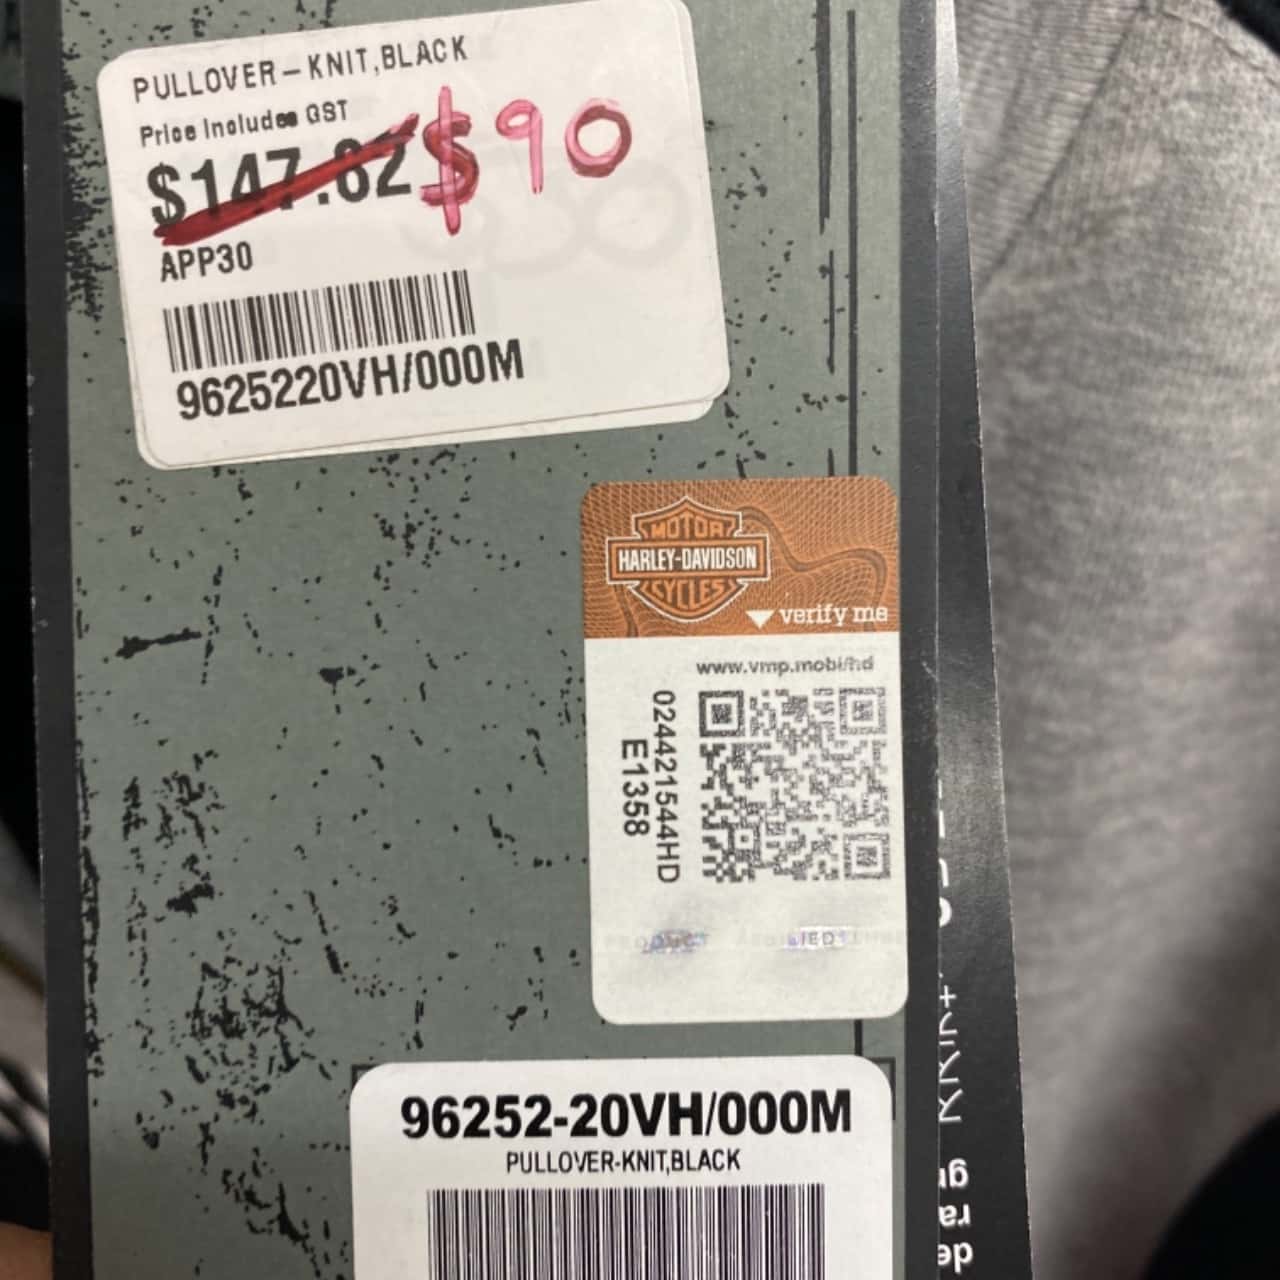 PULLOVER-KNIT,BLACK
Price Includes GST
$147.62 $90
APP30
9625220VH/000M
MOTOR
HARLEY-DAVIDSON
CYCLES
verify me
www.vmp.mobi/hd
024421544HD
E1358
96252-20VH/000M
PULLOVER-KNIT,BLACK